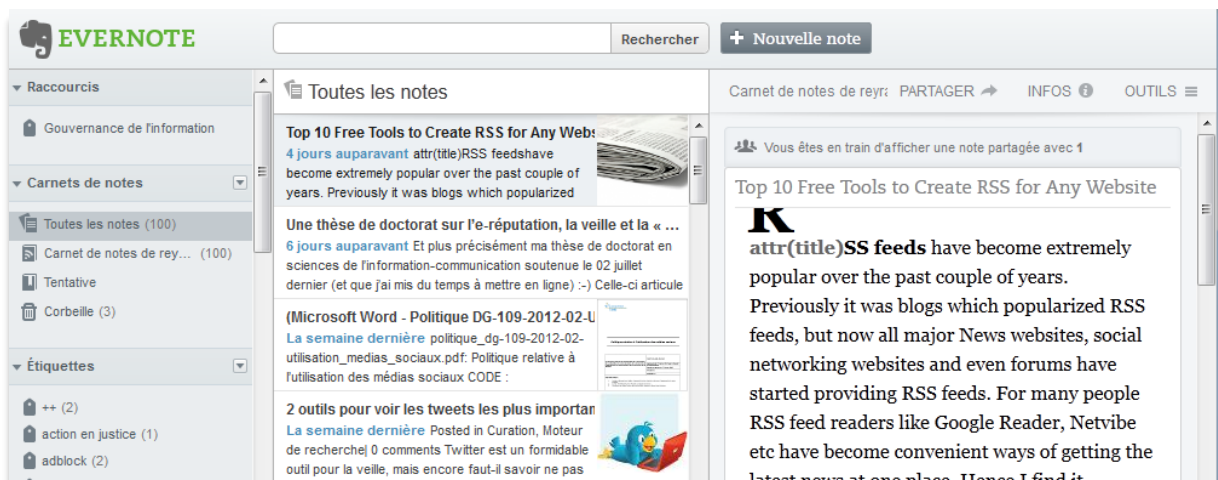 EVERNOTE
Rechercher
+ Nouvelle note
Raccourcis
Gouvernance de l'information
Carnets de notes
Toutes les notes (100)
Carnet de notes de rey... (100)
Tentative
Corbeille (3)
Étiquettes
++ (2)
action en justice (1)
adblock (2)
Toutes les notes
Top 10 Free Tools to Create RSS for Any Webs
4 jours auparavant attr(title)RSS feedshave
become extremely popular over the past couple of
years. Previously it was blogs which popularized
Une thèse de doctorat sur l'e-réputation, la veille et la « ...
6 jours auparavant Et plus précisément ma thèse de doctorat en
sciences de l'information-communication soutenue le 02 juillet
dernier (et que j'ai mis du temps à mettre en ligne) :-) Celle-ci articule
(Microsoft Word - Politique DG-109-2012-02-U
La semaine dernière politique_dg-109-2012-02-
utilisation_medias_sociaux.pdf: Politique relative à
l'utilisation des médias sociaux CODE :
2 outils pour voir les tweets les plus importan
La semaine dernière Posted in Curation, Moteur
de recherche| 0 comments Twitter est un formidable
outil pour la veille, mais encore faut-il savoir ne pas
Carnet de notes de reyra PARTAGER INFOS OUTILS
Vous êtes en train d'afficher une note partagée avec 1
Top 10 Free Tools to Create RSS for Any Website
R
attr(title)SS feeds have become extremely
popular over the past couple of years.
Previously it was blogs which popularized RSS
feeds, but now all major News websites, social
networking websites and even forums have
started providing RSS feeds. For many people
RSS feed readers like Google Reader, Netvibe
etc have become convenient ways of getting the
latest news at one place. Hence I find it